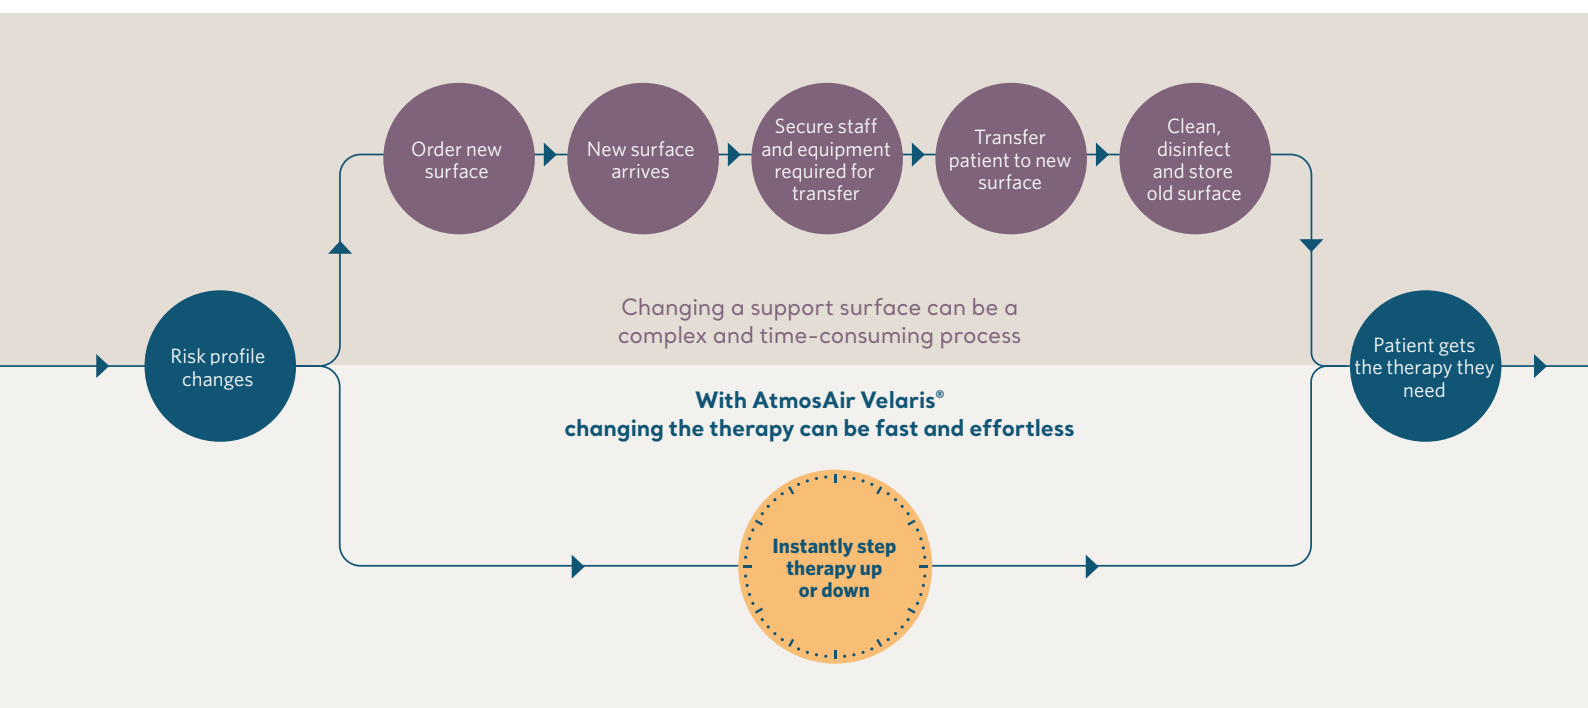 Order new
surface
New surface
arrives
Secure staff
and equipment
required for
transfer
Transfer
patient to new
surface
Clean,
disinfect
and store
old surface
Risk profile
changes
Changing a support surface can be a
complex and time-consuming process
Patient gets
the therapy they
need
With AtmosAir Velaris®
changing the therapy can be fast and effortless
Instantly step
therapy up
or down